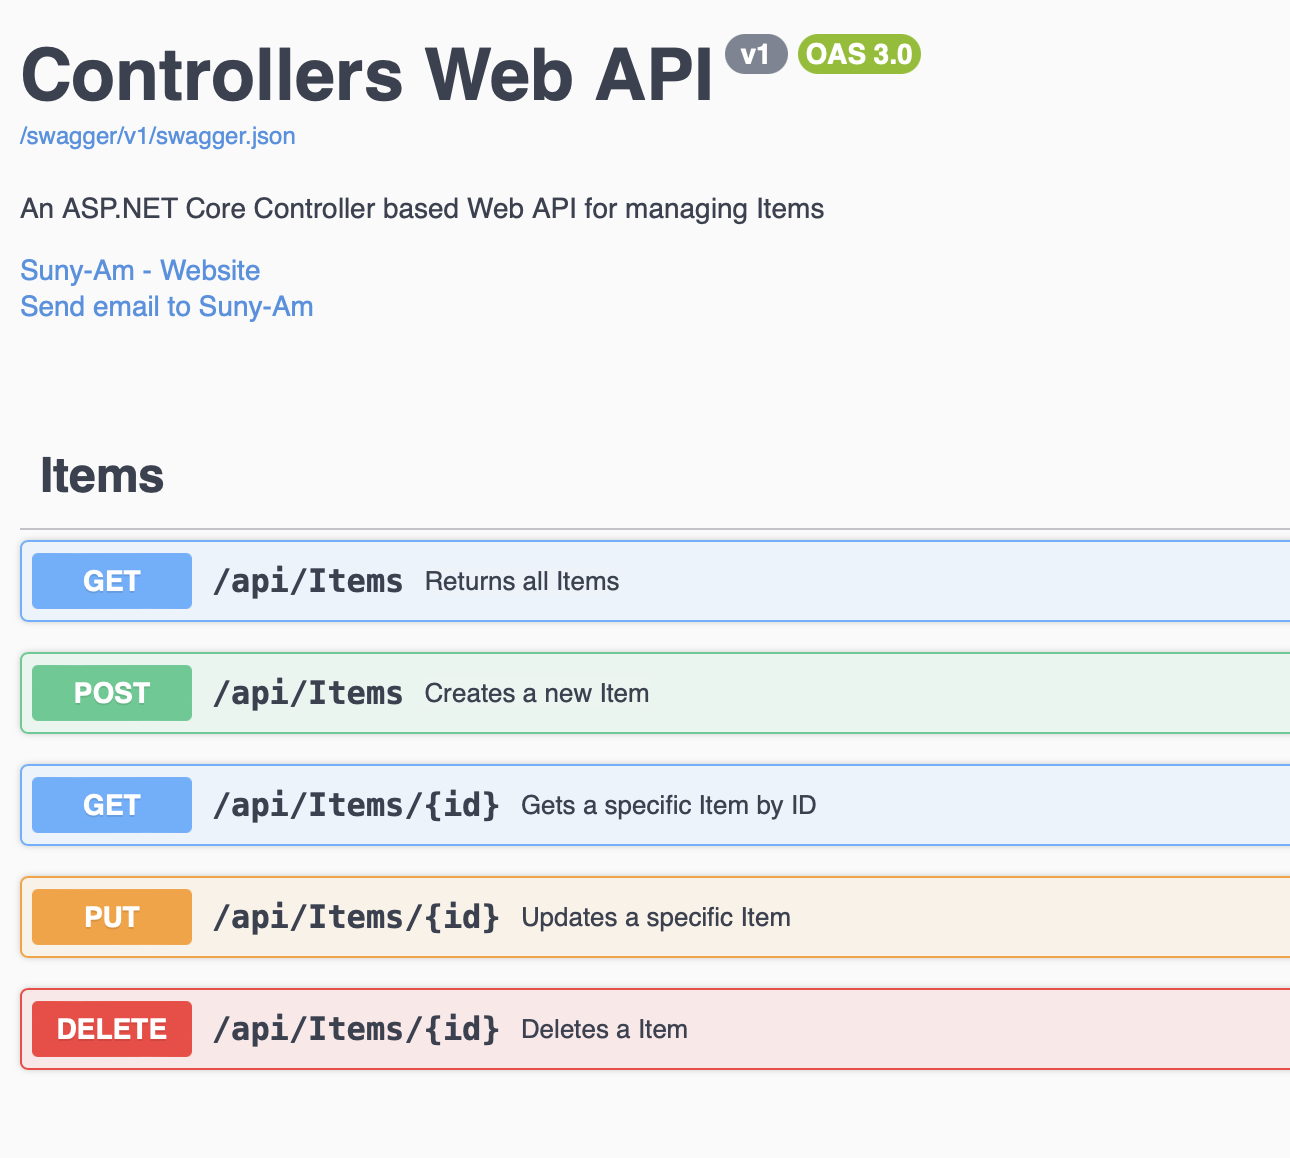 Controllers Web API v1 OAS 3.0
/swagger/v1/swagger.json
An ASP.NET Core Controller based Web API for managing Items
Suny-Am - Website
Send email to Suny-Am
Items
GET /api/Items Returns all Items
POST /api/Items Creates a new Item
GET /api/Items/{id} Gets a specific Item by ID
PUT /api/Items/{id} Updates a specific Item
DELETE /api/Items/{id} Deletes a Item